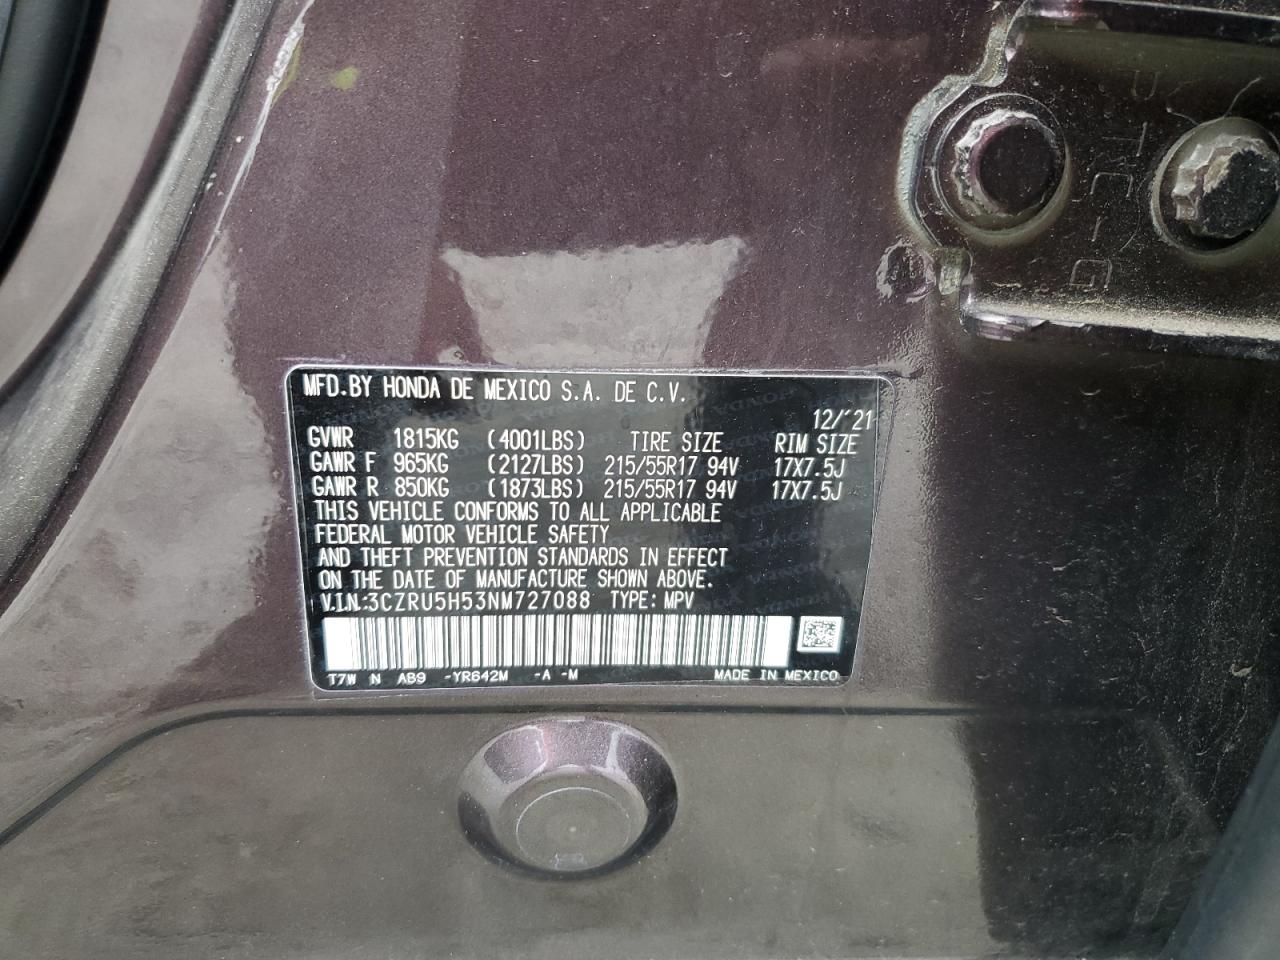 MFD.BY HONDA DE MEXICO S.A. DE C.V.
12/'21
GVWR 1815KG (4001LBS) TIRE SIZE RIM SIZE
GAWR F 965KG (2127LBS) 215/55R17 94V 17X7.5J
GAWR R 850KG (1873LBS) 215/55R17 94V 17X7.5J
THIS VEHICLE CONFORMS TO ALL APPLICABLE
FEDERAL MOTOR VEHICLE SAFETY
AND THEFT PREVENTION STANDARDS IN EFFECT
ON THE DATE OF MANUFACTURE SHOWN ABOVE.
V.I.N.:3CZRU5H53NM727088 TYPE: MPV
T7W N AB9 -YR642M -A -M MADE IN MEXICO